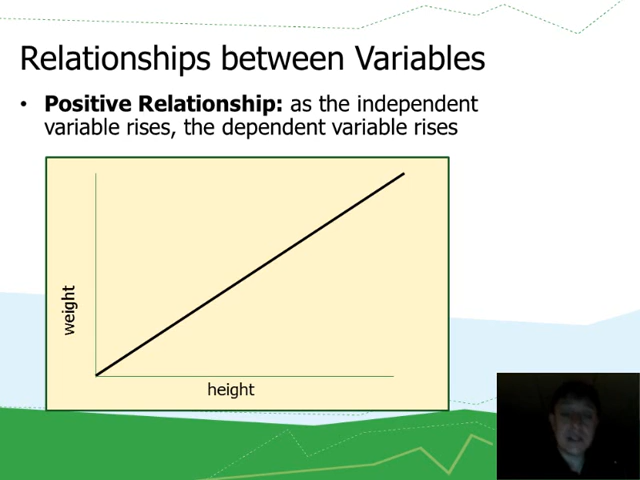 Relationships between Variables
• Positive Relationship: as the independent
variable rises, the dependent variable rises
weight
height